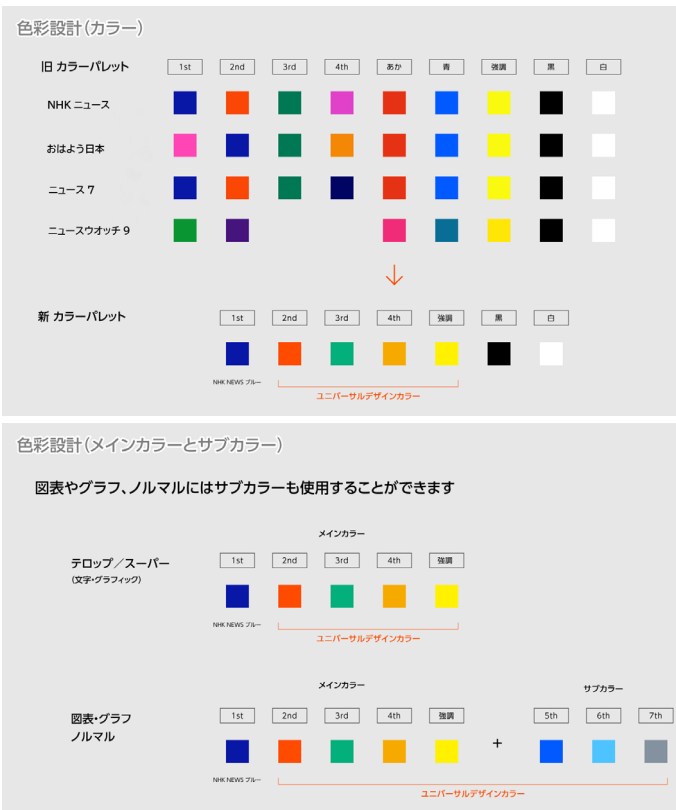 色彩設計(カラー)
旧 カラーパレット 1st 2nd 3rd 4th あか 青 強調 黒 白
NHK ニュース
おはよう日本
ニュース 7
ニュースウオッチ 9
新 カラーパレット 1st 2nd 3rd 4th 強調 黒 白
NHK NEWS ブルー
ユニバーサルデザインカラー
色彩設計(メインカラーとサブカラー)
図表やグラフ、ノルマルにはサブカラーも使用することができます
メインカラー
テロップ/スーパー 1st 2nd 3rd 4th 強調
(文字・グラフィック)
NHK NEWS ブルー
ユニバーサルデザインカラー
メインカラー サブカラー
図表・グラフ 1st 2nd 3rd 4th 強調 5th 6th 7th
ノルマル +
NHK NEWS ブルー
ユニバーサルデザインカラー